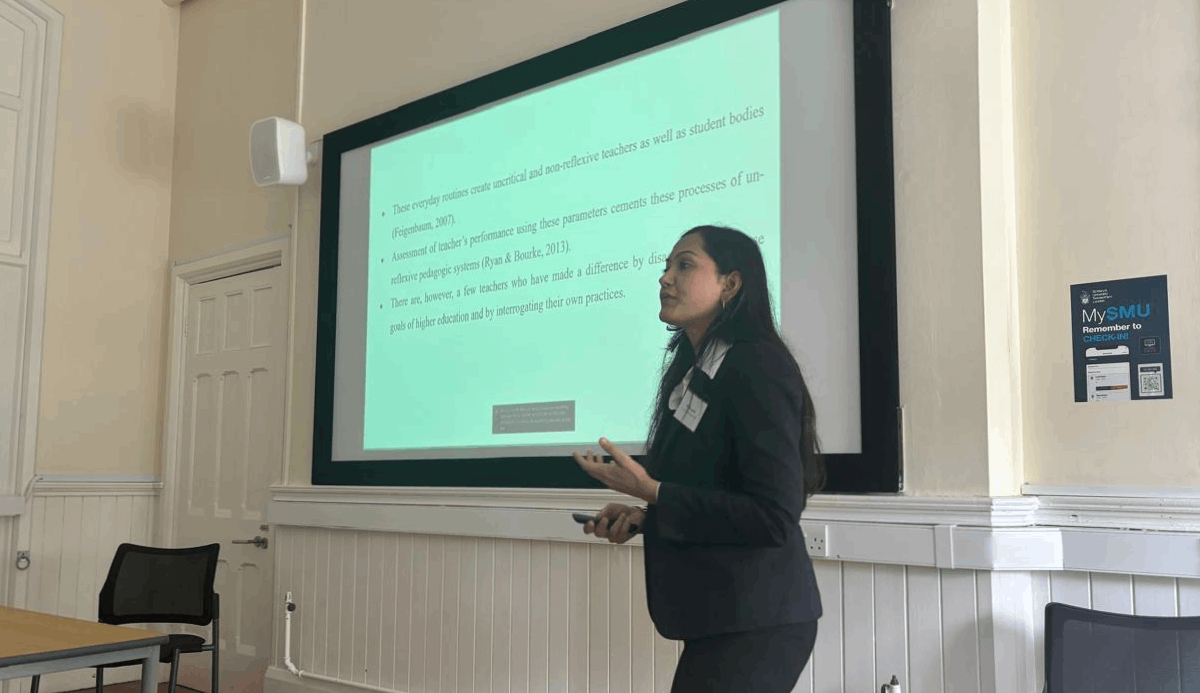 These everyday routines create uncritical and non-reflexive teachers as well as student bodies
(Feigenbaum, 2007).
Assessment of teacher's performance using these parameters cements these processes of un-
reflexive pedagogic systems (Ryan & Bourke, 2013).
There are, however, a few teachers who have made a difference by
goals of higher education and by interrogating their own practices.
MySMU
Remember to
CHECK-IN!